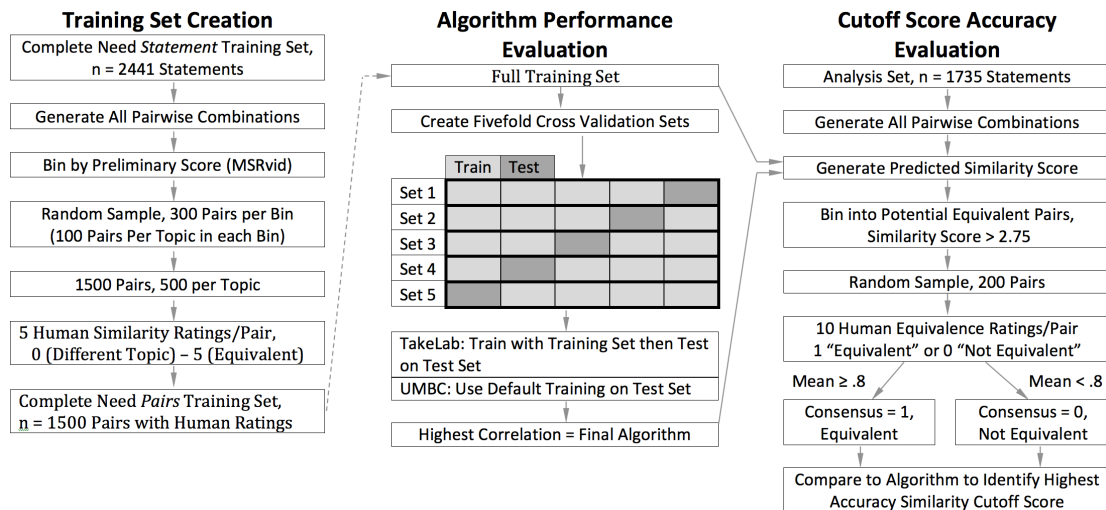 Training Set Creation
Complete Need Statement Training Set,
n = 2441 Statements
Generate All Pairwise Combinations
Bin by Preliminary Score (MSRvid)
Random Sample, 300 Pairs per Bin
(100 Pairs Per Topic in each Bin)
1500 Pairs, 500 per Topic
5 Human Similarity Ratings/Pair,
0 (Different Topic) – 5 (Equivalent)
Complete Need Pairs Training Set,
n = 1500 Pairs with Human Ratings
Algorithm Performance
Evaluation
Full Training Set
Create Fivefold Cross Validation Sets
Train Test
Set 1
Set 2
Set 3
Set 4
Set 5
TakeLab: Train with Training Set then Test
on Test Set
UMBC: Use Default Training on Test Set
Highest Correlation = Final Algorithm
Cutoff Score Accuracy
Evaluation
Analysis Set, n = 1735 Statements
Generate All Pairwise Combinations
Generate Predicted Similarity Score
Bin into Potential Equivalent Pairs,
Similarity Score > 2.75
Random Sample, 200 Pairs
10 Human Equivalence Ratings/Pair
1 “Equivalent” or 0 “Not Equivalent”
Mean ≥ .8 Mean < .8
Consensus = 1,
Equivalent
Consensus = 0,
Not Equivalent
Compare to Algorithm to Identify Highest
Accuracy Similarity Cutoff Score